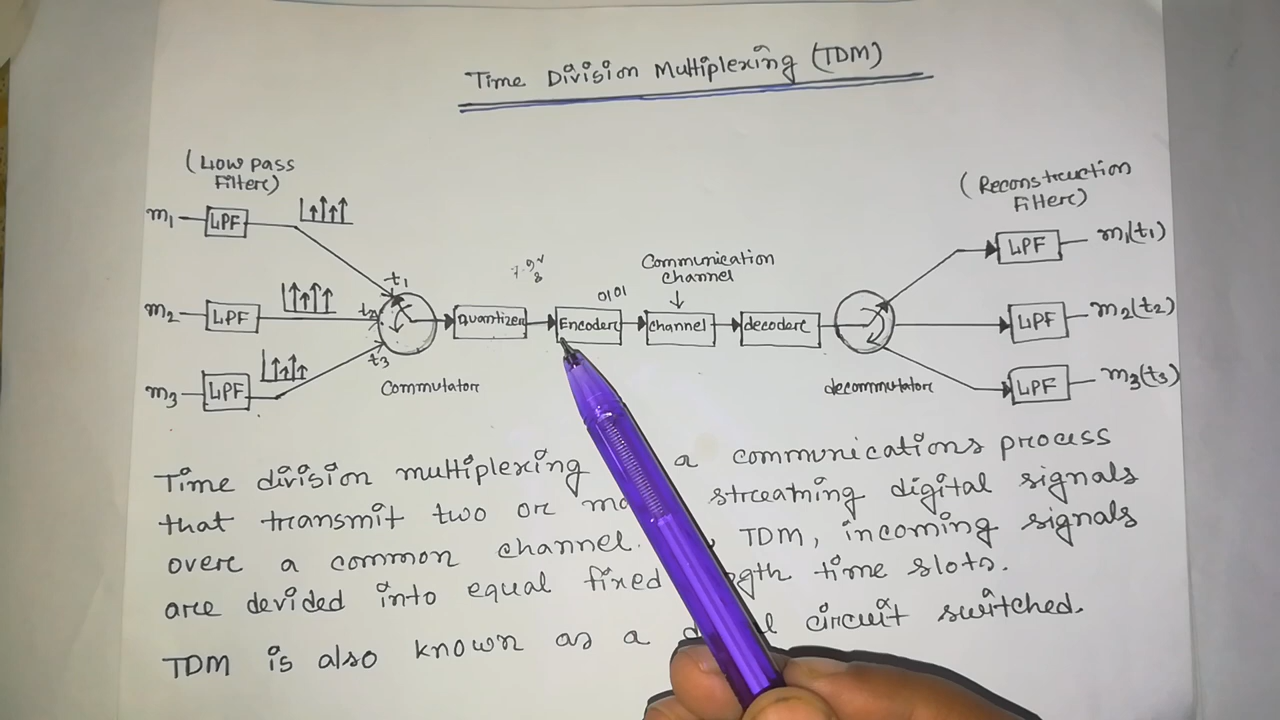 Time Division Multiplexing (TDM)
(Low pass
Filter)
(Reconstruction
Filter)
m1
LPF
m1(t1)
LPF
t1
7.9v
8
Communication
channel
0101
m2
LPF
t2
Quantizer
Encoder
channel
decoder
LPF
m2(t2)
t3
m3
LPF
Commutator
decommutator
LPF
m3(t3)
Time division multiplexing a communications process
that transmit two or streaming digital signals
over a common channel. TDM, incoming signals
are devided into equal fixed time slots.
TDM is also known as a circuit switched.